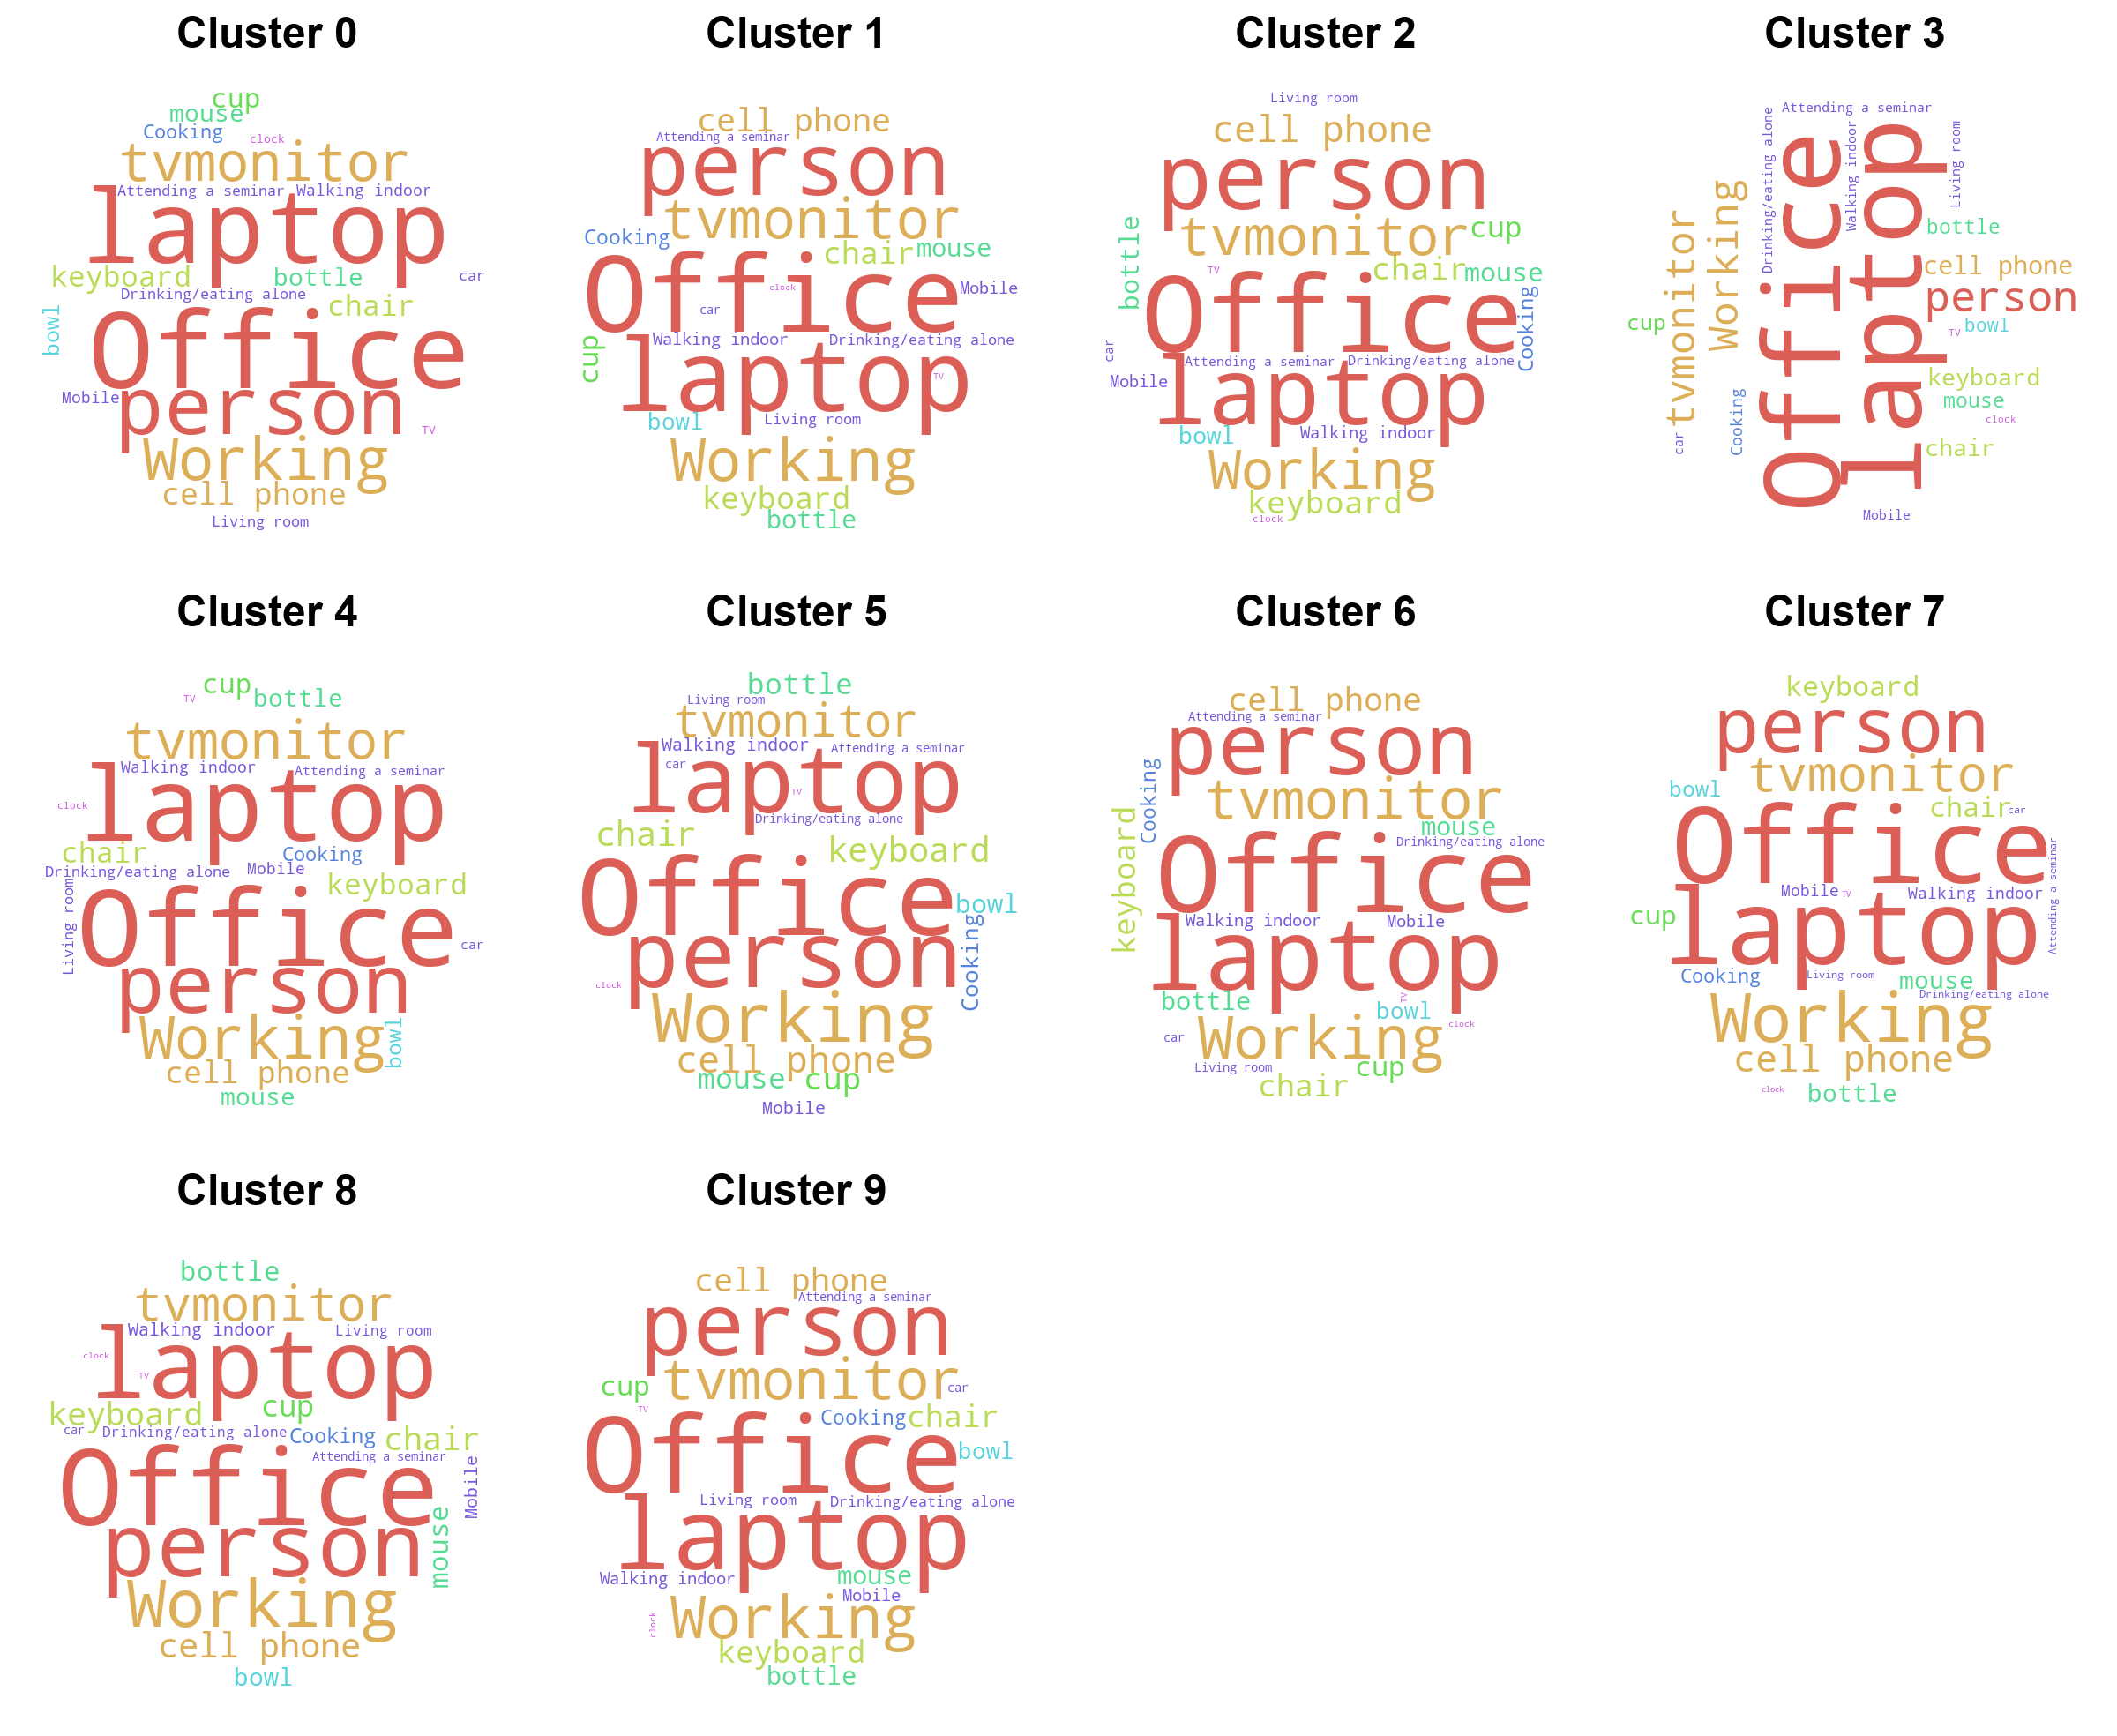 Cluster 0
cup
mouse
Cooking
clock
tvmonitor
Attending a seminar
Walking indoor
laptop
keyboard
bottle
car
Drinking/eating alone
chair
bowl
Office
Mobile
person
TV
Working
cell phone
Living room
Cluster 1
cell phone
Attending a seminar
person
tvmonitor
Cooking
chair
mouse
Office
clock
Mobile
car
Walking indoor
Drinking/eating alone
cup
laptop
TV
bowl
Living room
Working
keyboard
bottle
Cluster 2
Living room
cell phone
person
bottle
tvmonitor
cup
TV
chair
mouse
Office
Cooking
car
Attending a seminar
Drinking/eating alone
Mobile
laptop
bowl
Walking indoor
Working
keyboard
clock
Cluster 3
Attending a seminar
Drinking/eating alone
Walking indoor
Living room
Office
laptop
Working
tvmonitor
bottle
cell phone
person
cup
TV
bowl
keyboard
mouse
Cooking
clock
car
chair
Mobile
Cluster 4
cup
TV
bottle
tvmonitor
Walking indoor
Attending a seminar
clock
laptop
chair
Cooking
Drinking/eating alone
Mobile
keyboard
Living room
Office
car
person
Working
bowl
cell phone
mouse
Cluster 5
bottle
Living room
tvmonitor
Walking indoor
Attending a seminar
car
laptop
TV
Drinking/eating alone
chair
keyboard
Office
bowl
Cooking
person
clock
Working
cell phone
mouse
cup
Mobile
Cluster 6
cell phone
Attending a seminar
person
Cooking
tvmonitor
keyboard
mouse
Drinking/eating alone
Office
Walking indoor
Mobile
laptop
bottle
TV
bowl
car
Working
clock
Living room
cup
chair
Cluster 7
keyboard
person
tvmonitor
bowl
chair
car
Office
Attending a seminar
Mobile
TV
Walking indoor
cup
laptop
Cooking
Living room
mouse
Drinking/eating alone
Working
cell phone
clock
bottle
Cluster 8
bottle
tvmonitor
Walking indoor
Living room
clock
laptop
TV
keyboard
cup
car
Drinking/eating alone
Cooking
chair
Attending a seminar
Office
Mobile
mouse
person
Working
cell phone
bowl
Cluster 9
cell phone
Attending a seminar
person
tvmonitor
cup
car
TV
Cooking
chair
Office
bowl
Living room
Drinking/eating alone
laptop
Walking indoor
mouse
Mobile
clock
Working
keyboard
bottle